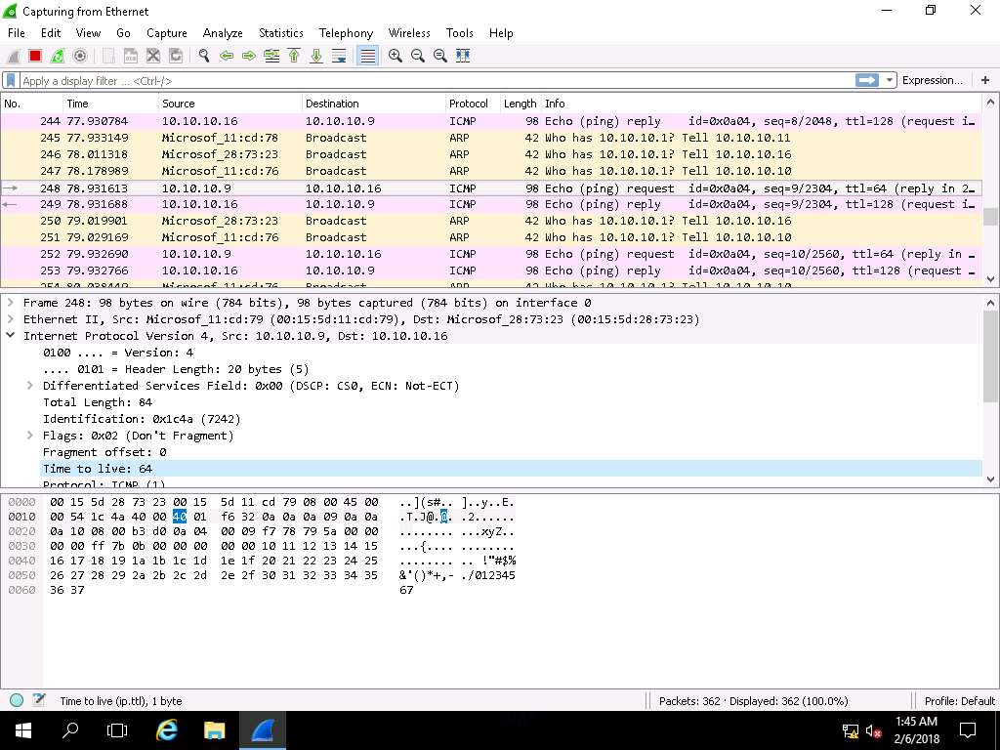 Capturing from Ethernet
File Edit View Go Capture Analyze Statistics Telephony Wireless Tools Help
Apply a display filter ... <Ctrl-/> Expression... +
No. Time Source Destination Protocol Length Info
244 77.930784 10.10.10.16 10.10.10.9 ICMP 98 Echo (ping) reply id=0x0a04, seq=8/2048, ttl=128 (request i…
245 77.933149 Microsof_11:cd:78 Broadcast ARP 42 Who has 10.10.10.1? Tell 10.10.10.11
246 78.011318 Microsof_28:73:23 Broadcast ARP 42 Who has 10.10.10.1? Tell 10.10.10.16
247 78.178989 Microsof_11:cd:76 Broadcast ARP 42 Who has 10.10.10.1? Tell 10.10.10.10
248 78.931613 10.10.10.9 10.10.10.16 ICMP 98 Echo (ping) request id=0x0a04, seq=9/2304, ttl=64 (reply in 2…
249 78.931688 10.10.10.16 10.10.10.9 ICMP 98 Echo (ping) reply id=0x0a04, seq=9/2304, ttl=128 (request i…
250 79.019901 Microsof_28:73:23 Broadcast ARP 42 Who has 10.10.10.1? Tell 10.10.10.16
251 79.029169 Microsof_11:cd:76 Broadcast ARP 42 Who has 10.10.10.1? Tell 10.10.10.10
252 79.932690 10.10.10.9 10.10.10.16 ICMP 98 Echo (ping) request id=0x0a04, seq=10/2560, ttl=64 (reply in …
253 79.932766 10.10.10.16 10.10.10.9 ICMP 98 Echo (ping) reply id=0x0a04, seq=10/2560, ttl=128 (request …
254 80.038449 Microsof_11:cd:76 Broadcast ARP 42 Who has 10.10.10.1? Tell 10.10.10.10
Frame 248: 98 bytes on wire (784 bits), 98 bytes captured (784 bits) on interface 0
Ethernet II, Src: Microsof_11:cd:79 (00:15:5d:11:cd:79), Dst: Microsof_28:73:23 (00:15:5d:28:73:23)
Internet Protocol Version 4, Src: 10.10.10.9, Dst: 10.10.10.16
0100 .... = Version: 4
.... 0101 = Header Length: 20 bytes (5)
Differentiated Services Field: 0x00 (DSCP: CS0, ECN: Not-ECT)
Total Length: 84
Identification: 0x1c4a (7242)
Flags: 0x02 (Don't Fragment)
Fragment offset: 0
Time to live: 64
Protocol: ICMP (1)
0000 00 15 5d 28 73 23 00 15 5d 11 cd 79 08 00 45 00 ..](s#.. ]..y..E.
0010 00 54 1c 4a 40 00 40 01 f6 32 0a 0a 0a 09 0a 0a .T.J@.@. .2......
0020 0a 10 08 00 b3 d0 0a 04 00 09 f7 78 79 5a 00 00 ........ ...xyZ..
0030 00 00 ff 7b 0b 00 00 00 00 00 10 11 12 13 14 15 ...{.... ........
0040 16 17 18 19 1a 1b 1c 1d 1e 1f 20 21 22 23 24 25 ........ .. !"#$%
0050 26 27 28 29 2a 2b 2c 2d 2e 2f 30 31 32 33 34 35 &'()*+,- ./012345
0060 36 37 67
Time to live (ip.ttl), 1 byte Packets: 362 · Displayed: 362 (100.0%) Profile: Default
1:45 AM
2/6/2018